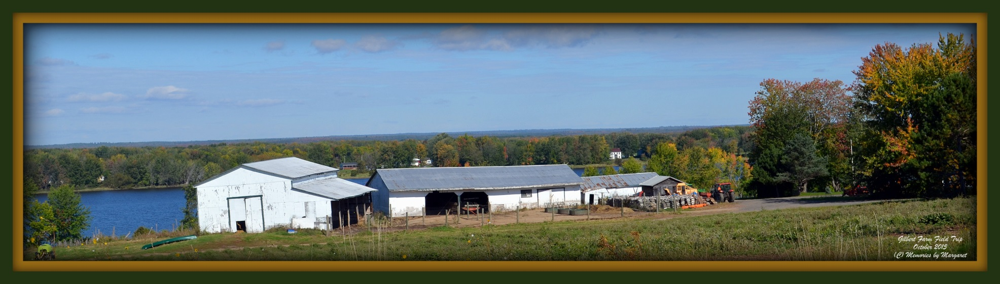 Gilbert Farm Field Trip
October 2015
(C) Memories by Margaret